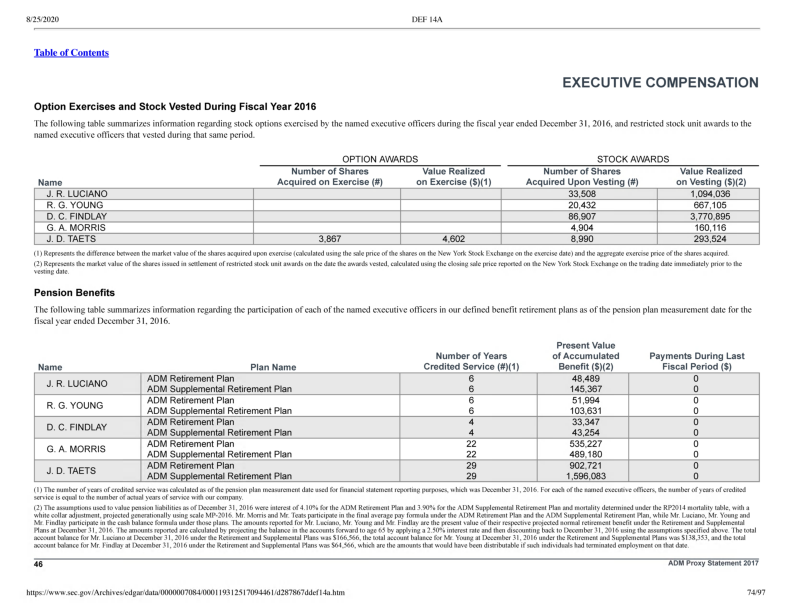 8/25/2020 DEF 14A
Table of Contents
EXECUTIVE COMPENSATION
Option Exercises and Stock Vested During Fiscal Year 2016
The following table summarizes information regarding stock options exercised by the named executive officers during the fiscal year ended December 31, 2016, and restricted stock unit awards to the
named executive officers that vested during that same period.
OPTION AWARDS STOCK AWARDS
Number of Shares Value Realized Number of Shares Value Realized
Name Acquired on Exercise (#) on Exercise ($)(1) Acquired Upon Vesting (#) on Vesting ($)(2)
J. R. LUCIANO 33,508 1,094,036
R. G. YOUNG 20,432 667,105
D. C. FINDLAY 86,907 3,770,895
G. A. MORRIS 4,904 160,116
J. D. TAETS 3,867 4,602 8,990 293,524
(1) Represents the difference between the market value of the shares acquired upon exercise (calculated using the sale price of the shares on the New York Stock Exchange on the exercise date) and the aggregate exercise price of the shares acquired.
(2) Represents the market value of the shares issued in settlement of restricted stock unit awards on the date the awards vested, calculated using the closing sale price reported on the New York Stock Exchange on the trading date immediately prior to the
vesting date.
Pension Benefits
The following table summarizes information regarding the participation of each of the named executive officers in our defined benefit retirement plans as of the pension plan measurement date for the
fiscal year ended December 31, 2016.
Present Value
Number of Years of Accumulated Payments During Last
Name Plan Name Credited Service (#)(1) Benefit ($)(2) Fiscal Period ($)
J. R. LUCIANO ADM Retirement Plan 6 48,489 0
ADM Supplemental Retirement Plan 6 145,367 0
R. G. YOUNG ADM Retirement Plan 6 51,994 0
ADM Supplemental Retirement Plan 6 103,631 0
D. C. FINDLAY ADM Retirement Plan 4 33,347 0
ADM Supplemental Retirement Plan 4 43,254 0
G. A. MORRIS ADM Retirement Plan 22 535,227 0
ADM Supplemental Retirement Plan 22 489,180 0
J. D. TAETS ADM Retirement Plan 29 902,721 0
ADM Supplemental Retirement Plan 29 1,596,083 0
(1) The number of years of credited service was calculated as of the pension plan measurement date used for financial statement reporting purposes, which was December 31, 2016. For each of the named executive officers, the number of years of credited
service is equal to the number of actual years of service with our company.
(2) The assumptions used to value pension liabilities as of December 31, 2016 were interest of 4.10% for the ADM Retirement Plan and 3.90% for the ADM Supplemental Retirement Plan and mortality determined under the RP2014 mortality table, with a
white collar adjustment, projected generationally using scale MP-2016. Mr. Morris and Mr. Teats participate in the final average pay formula under the ADM Retirement Plan and the ADM Supplemental Retirement Plan, while Mr. Luciano, Mr. Young and
Mr. Findlay participate in the cash balance formula under those plans. The amounts reported for Mr. Luciano, Mr. Young and Mr. Findlay are the present value of their respective projected normal retirement benefit under the Retirement and Supplemental
Plans at December 31, 2016. The amounts reported are calculated by projecting the balance in the accounts forward to age 65 by applying a 2.50% interest rate and then discounting back to December 31, 2016 using the assumptions specified above. The total
account balance for Mr. Luciano at December 31, 2016 under the Retirement and Supplemental Plans was $166,566, the total account balance for Mr. Young at December 31, 2016 under the Retirement and Supplemental Plans was $138,353, and the total
account balance for Mr. Findlay at December 31, 2016 under the Retirement and Supplemental Plans was $64,566, which are the amounts that would have been distributable if such individuals had terminated employment on that date.
46 ADM Proxy Statement 2017
https://www.sec.gov/Archives/edgar/data/0000007084/000119312517094461/d287867ddef14a.htm 74/97